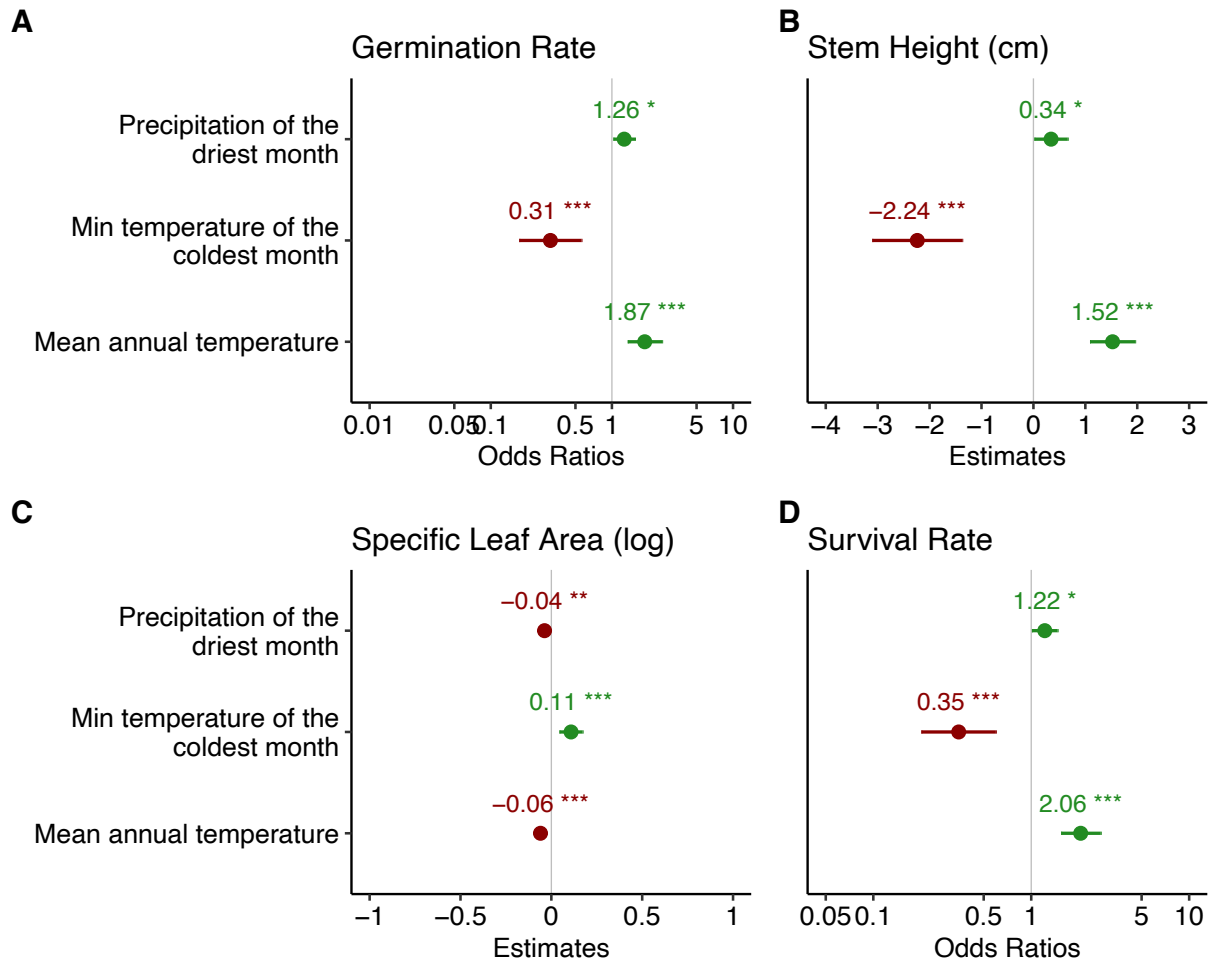 A
Germination Rate
Precipitation of the
driest month
Min temperature of the
coldest month
Mean annual temperature
1.26 *
0.31 ***
1.87 ***
0.01 0.05 0.1 0.5 1 5 10
Odds Ratios
B
Stem Height (cm)
0.34 *
−2.24 ***
1.52 ***
−4 −3 −2 −1 0 1 2 3
Estimates
C
Specific Leaf Area (log)
Precipitation of the
driest month
Min temperature of the
coldest month
Mean annual temperature
−0.04 **
0.11 ***
−0.06 ***
−1 −0.5 0 0.5 1
Estimates
D
Survival Rate
1.22 *
0.35 ***
2.06 ***
0.05 0.1 0.5 1 5 10
Odds Ratios